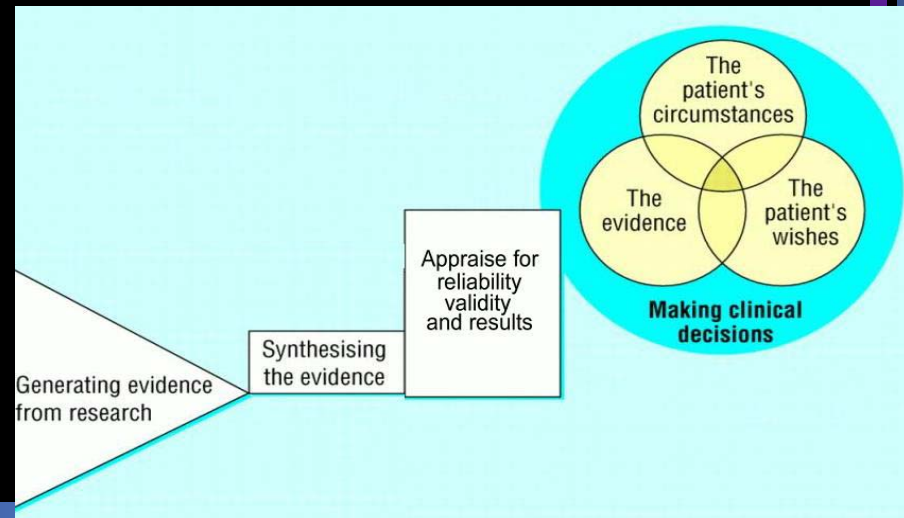 Generating evidence
from research
Synthesising
the evidence
Appraise for
reliability
validity
and results
The
patient's
circumstances
The
evidence
The
patient's
wishes
Making clinical
decisions